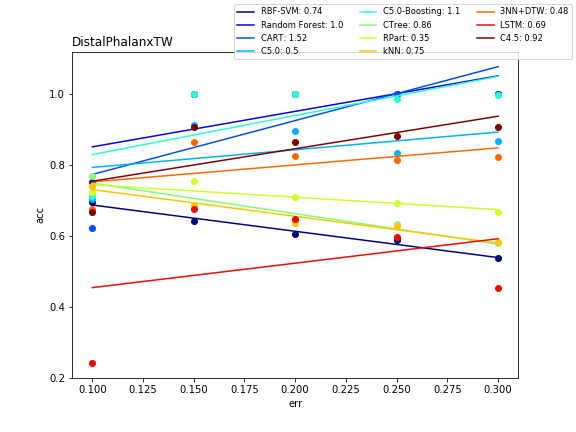 RBF-SVM: 0.74
Random Forest: 1.0
CART: 1.52
C5.0: 0.5
C5.0-Boosting: 1.1
CTree: 0.86
RPart: 0.35
kNN: 0.75
3NN+DTW: 0.48
LSTM: 0.69
C4.5: 0.92
DistalPhalanxTW
1.0
0.8
0.6
0.4
0.2
acc
0.100 0.125 0.150 0.175 0.200 0.225 0.250 0.275 0.300
err